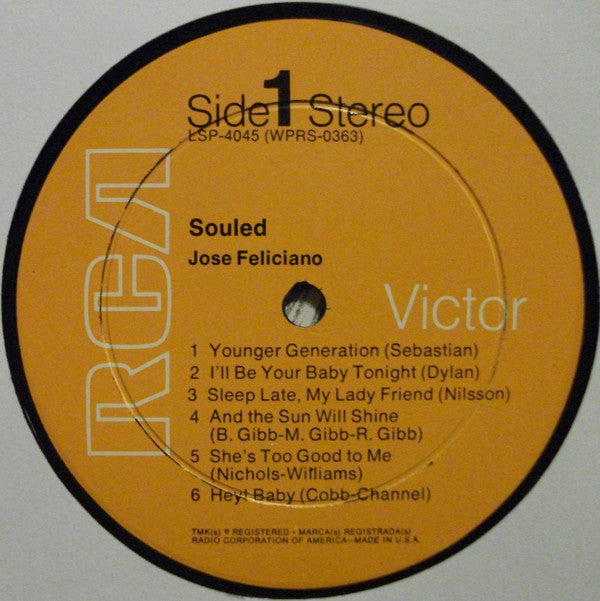 Side 1 Stereo
LSP-4045 (WPRS-0363)
RCA
Souled
Jose Feliciano
Victor
1 Younger Generation (Sebastian)
2 I'll Be Your Baby Tonight (Dylan)
3 Sleep Late, My Lady Friend (Nilsson)
4 And the Sun Will Shine
(B. Gibb-M. Gibb-R. Gibb)
5 She's Too Good to Me
(Nichols-Williams)
6 Hey! Baby (Cobb-Channel)
TMK(s) ® REGISTERED • MARCA(s) REGISTRADA(s)
RADIO CORPORATION OF AMERICA—MADE IN U.S.A.